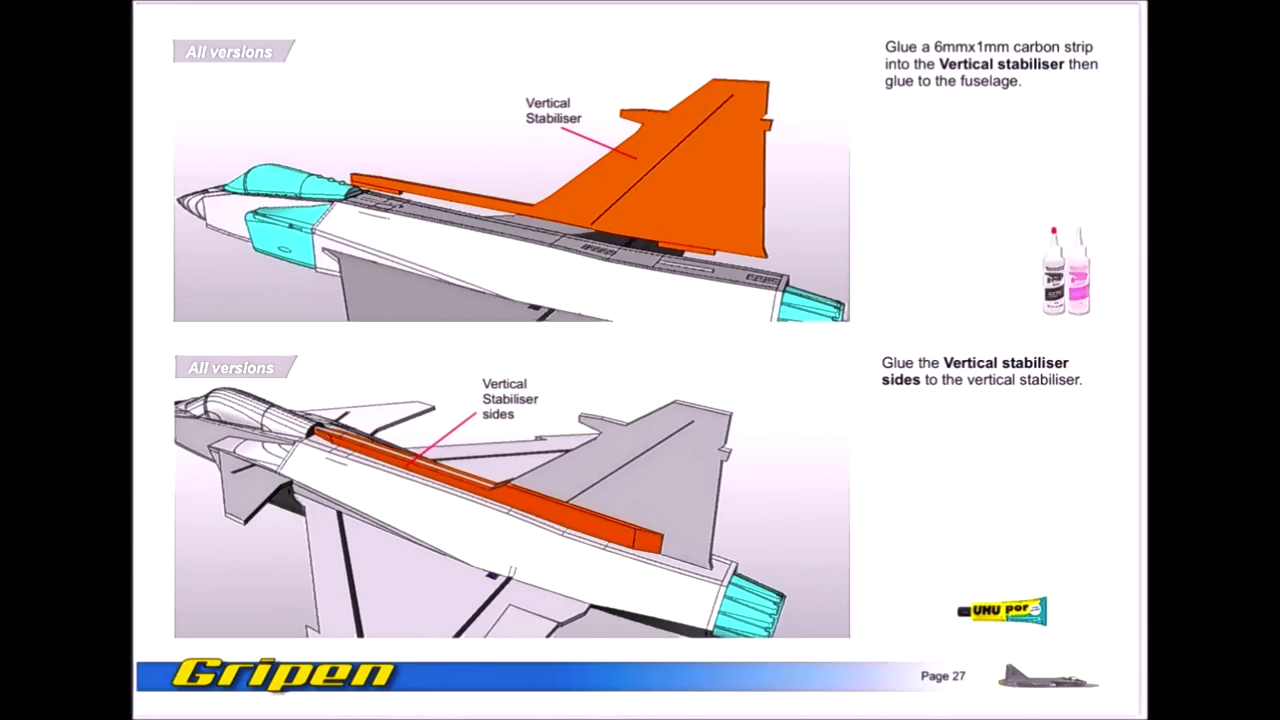 All versions
Glue a 6mmx1mm carbon strip
into the Vertical stabiliser then
glue to the fuselage.
Vertical
Stabiliser
All versions
Glue the Vertical stabiliser
sides to the vertical stabiliser.
Vertical
Stabiliser
sides
UHU por
Gripen
Page 27